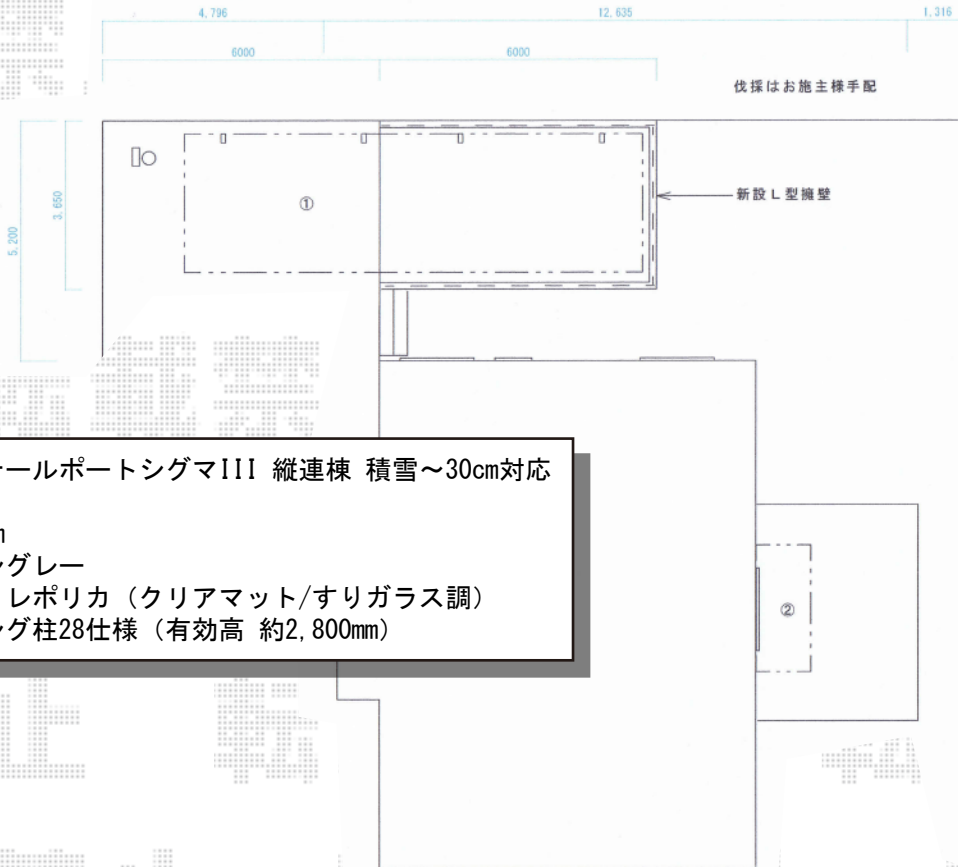 4,796 12,635 1,316
6000 6000
伐採はお施主様手配
3,650
5,200
新設L型擁壁
①
ールポートシグマIII 縦連棟 積雪～30cm対応
グレー
レポリカ（クリアマット/すりガラス調）
グ柱28仕様（有効高 約2,800mm）
②